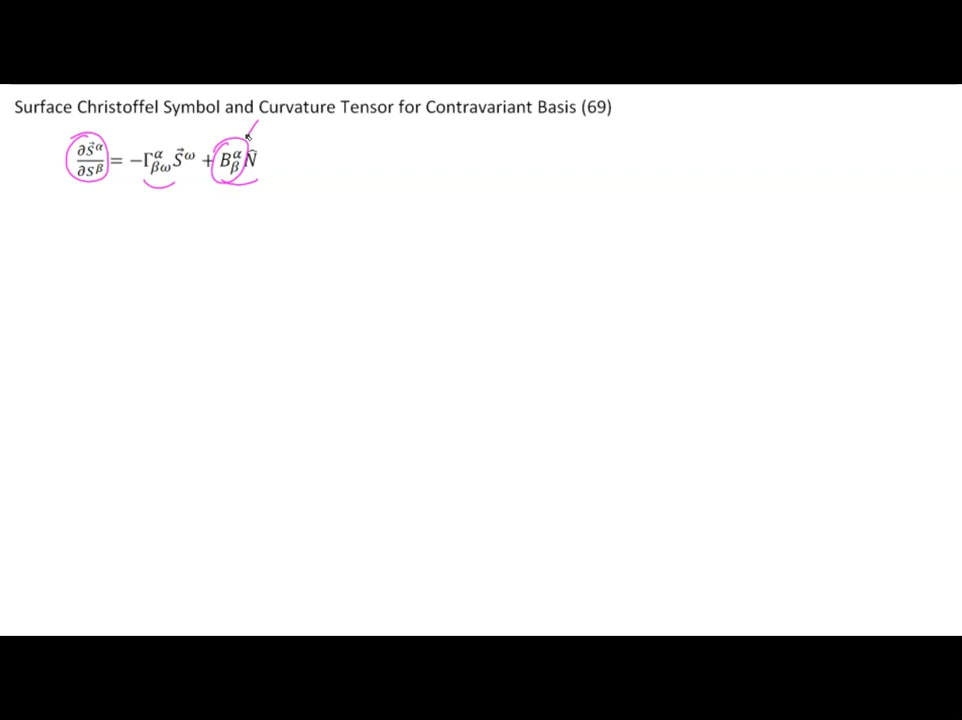 Surface Christoffel Symbol and Curvature Tensor for Contravariant Basis (69)
∂S⃗^α/∂S^β = −Γ^α_βω S⃗^ω + B^α_β N̂